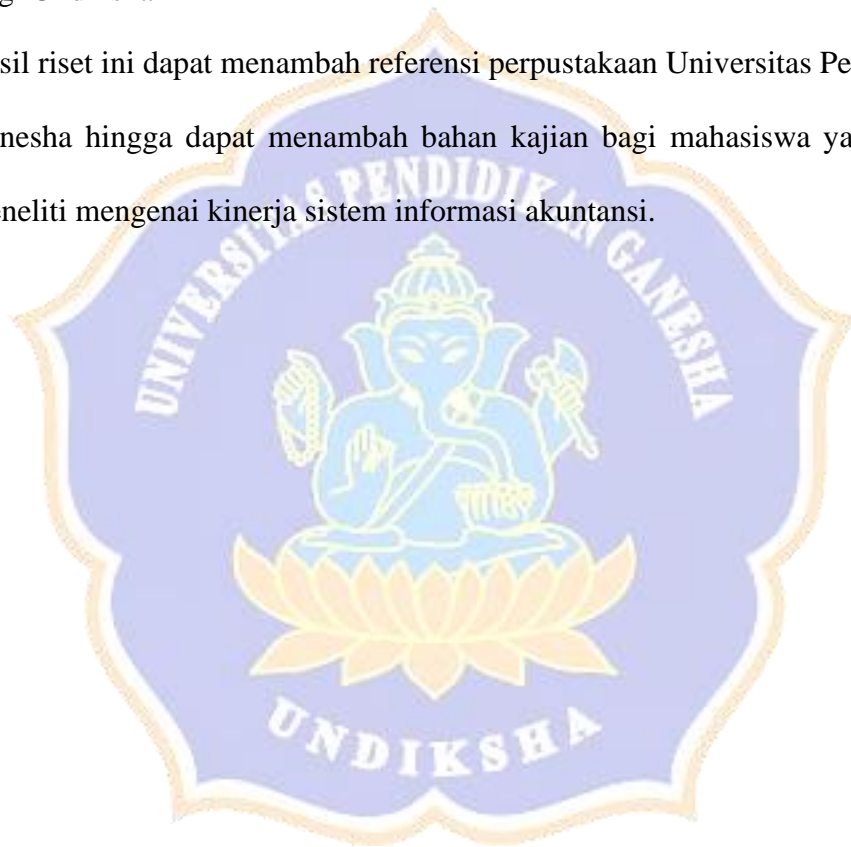 sil riset ini dapat menambah referensi perpustakaan Universitas Pe
nesha hingga dapat menambah bahan kajian bagi mahasiswa ya
neliti mengenai kinerja sistem informasi akuntansi.
UNIVERSITAS PENDIDIKAN GANESHA
UNDIKSHA